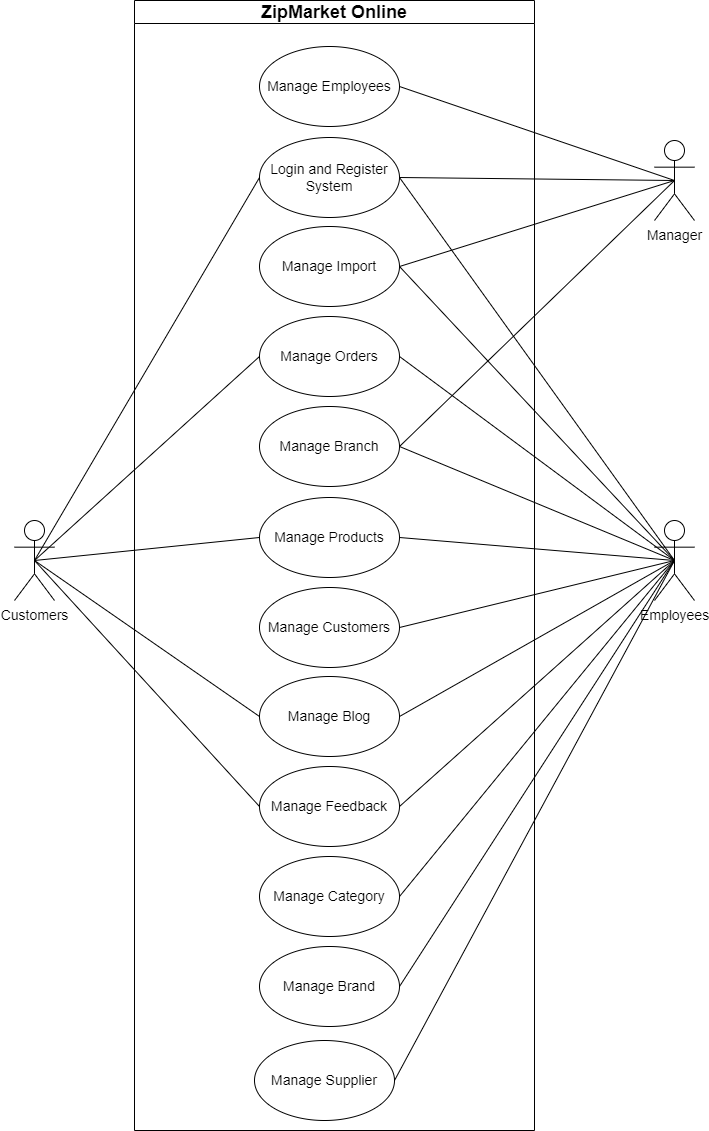 ZipMarket Online
Manage Employees
Login and Register
System
Manage Import
Manager
Manage Orders
Manage Branch
Manage Products
Customers
Employees
Manage Customers
Manage Blog
Manage Feedback
Manage Category
Manage Brand
Manage Supplier